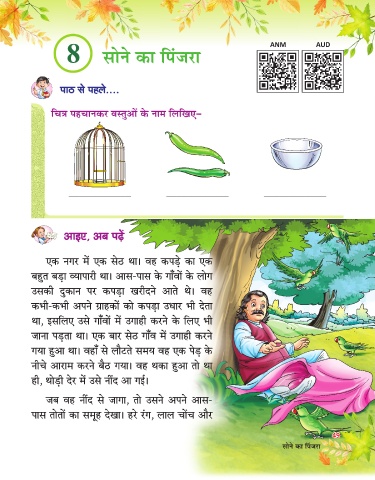 8
सोने का पिंजरा
ANM
AUD
पाठ से पहले....
चित्र पहचानकर वस्तुओं के नाम लिखिए–
आइए, अब पढ़ें
एक नगर में एक सेठ था। वह कपड़े का एक
बहुत बड़ा व्यापारी था। आस-पास के गाँवों के लोग
उसकी दुकान पर कपड़ा खरीदने आते थे। वह
कभी-कभी अपने ग्राहकों को कपड़ा उधार भी देता
था, इसलिए उसे गाँवों में उगाही करने के लिए भी
जाना पड़ता था। एक बार सेठ गाँव में उगाही करने
गया हुआ था। वहाँ से लौटते समय वह एक पेड़ के
नीचे आराम करने बैठ गया। वह थका हुआ तो था
ही, थोड़ी देर में उसे नींद आ गई।
जब वह नींद से जागा, तो उसने अपने आस-
पास तोतों का समूह देखा। हरे रंग, लाल चोंच और
सोने का पिंजरा